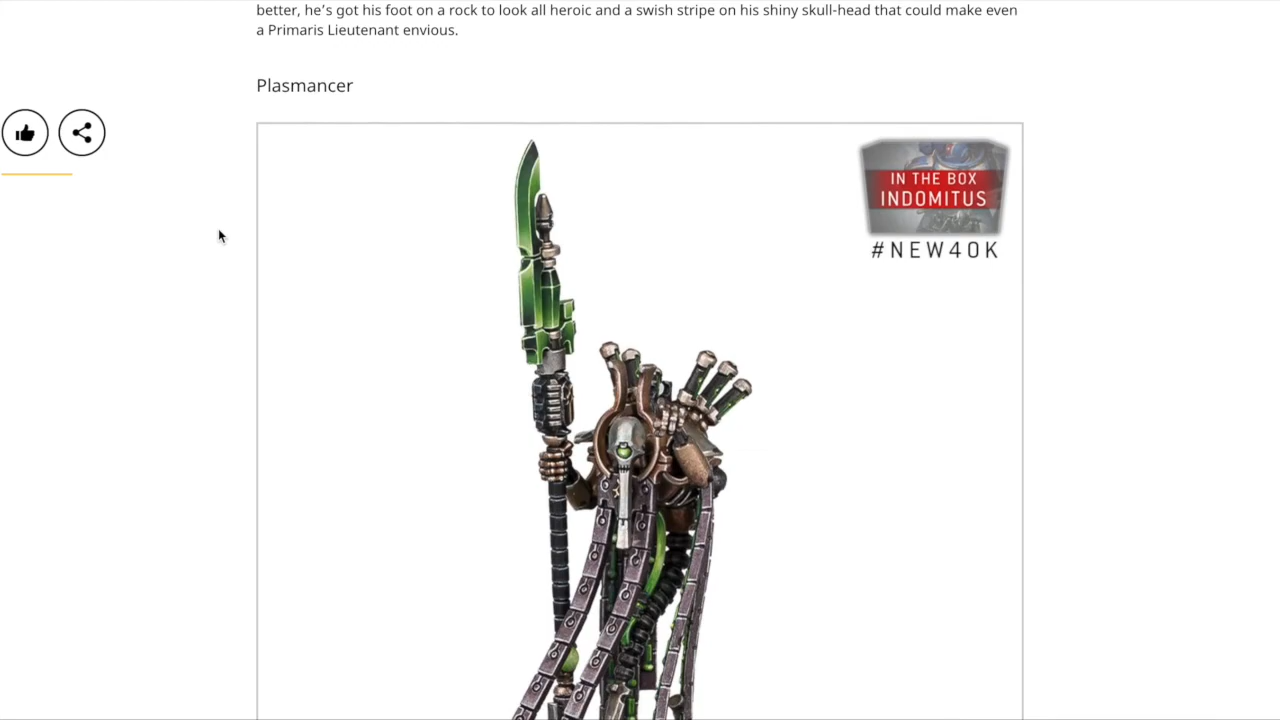 better, he’s got his foot on a rock to look all heroic and a swish stripe on his shiny skull-head that could make even
a Primaris Lieutenant envious.
Plasmancer
IN THE BOX
INDOMITUS
#NEW40K